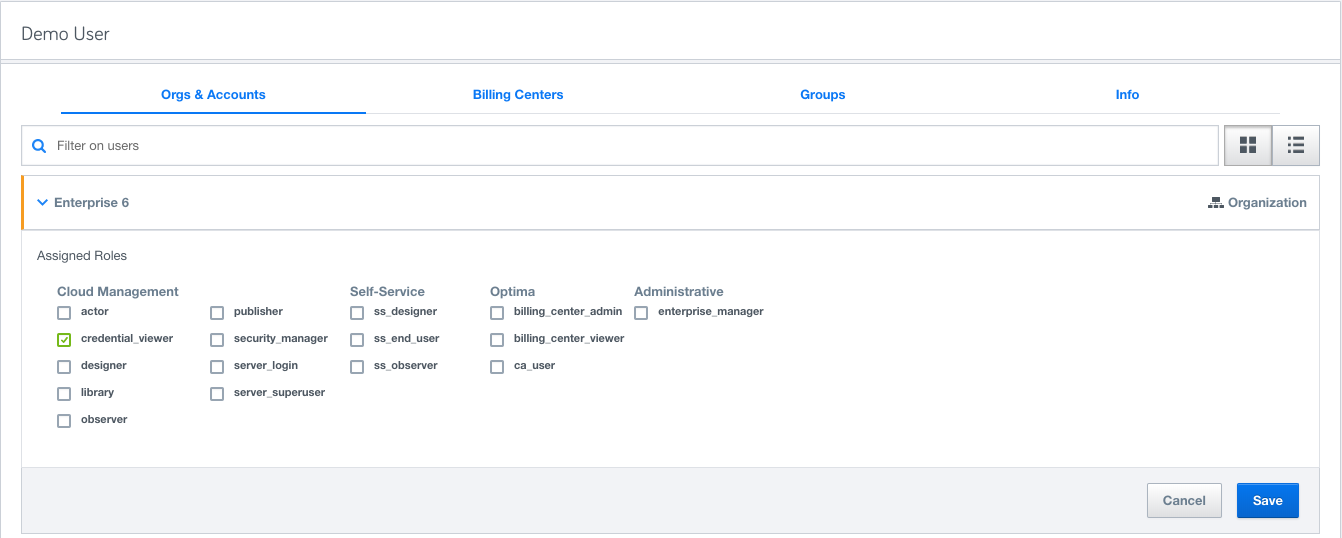 Demo User
Orgs & Accounts Billing Centers Groups Info
Filter on users
Enterprise 6 Organization
Assigned Roles
Cloud Management Self-Service Optima Administrative
actor publisher ss_designer billing_center_admin enterprise_manager
credential_viewer security_manager ss_end_user billing_center_viewer
designer server_login ss_observer ca_user
library server_superuser
observer
Cancel Save